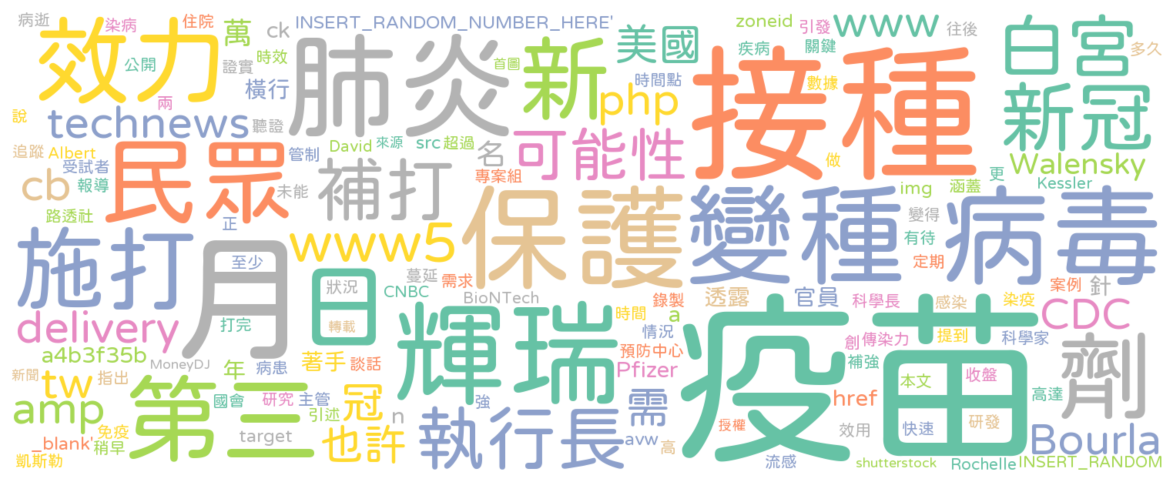 病逝 染病 住院 INSERT_RANDOM_NUMBER_HERE' zoneid 引發 www 往後
效力 萬 ck 肺炎 首圖 新 美國 疾病 關鍵 白宮 多久
公開 證實 時效 時間點 數據
兩 橫行 php 接種 新冠
說 technews 聽證 David 來源 src 超過 名 可能性 做
追蹤 Albert 民眾 管制 專案組 更 Walensky
cb 受試者 報導 未能 補打 img 涵蓋 Kessler
路透社 正 保護 變種 變得 病毒
施打 月 至少 日 www5 有待
狀況 蔓延 需求 透露 官員 定期 案例 針
delivery 打完 轉載 CNBC BioNTech 錄製 a 科學長 感染 染疫 CDC
a4b3f35b MoneyDJ 著手 談話 輝瑞 時間 情況 疫苗 創 傳染力 提到 科學家 劑
新聞 tw 指出 年 病患 預防中心 Pfizer 補強 本文 收盤 高達
amp 第三 國會 研究 主管 冠 強 需 href
_blank' 免疫 稍早 引述 n 執行長 avw 授權 效用 快速 研發 Bourla
凱斯勒 target 也許 高 流感 shutterstock Rochelle INSERT_RANDOM